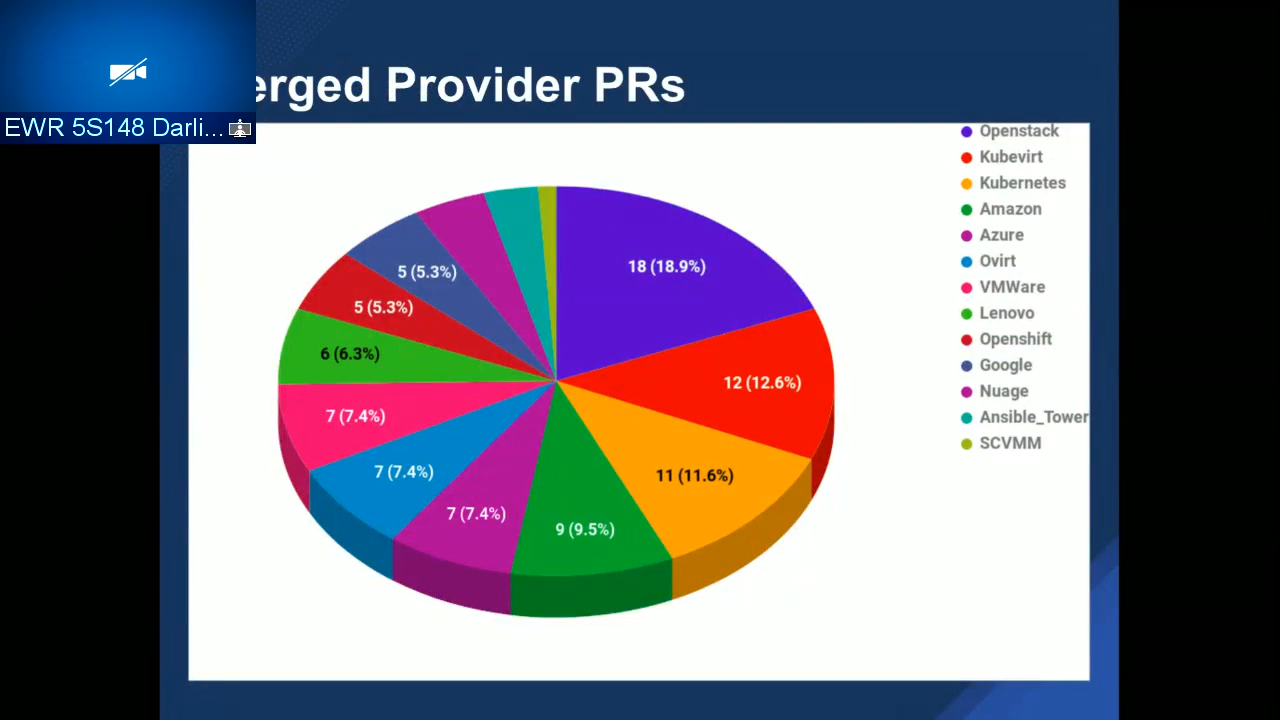 erged Provider PRs
EWR 5S148 Darli...
Openstack
Kubevirt
Kubernetes
Amazon
Azure
Ovirt
VMWare
Lenovo
Openshift
Google
Nuage
Ansible_Tower
SCVMM
18 (18.9%)
12 (12.6%)
11 (11.6%)
9 (9.5%)
7 (7.4%)
7 (7.4%)
7 (7.4%)
6 (6.3%)
5 (5.3%)
5 (5.3%)